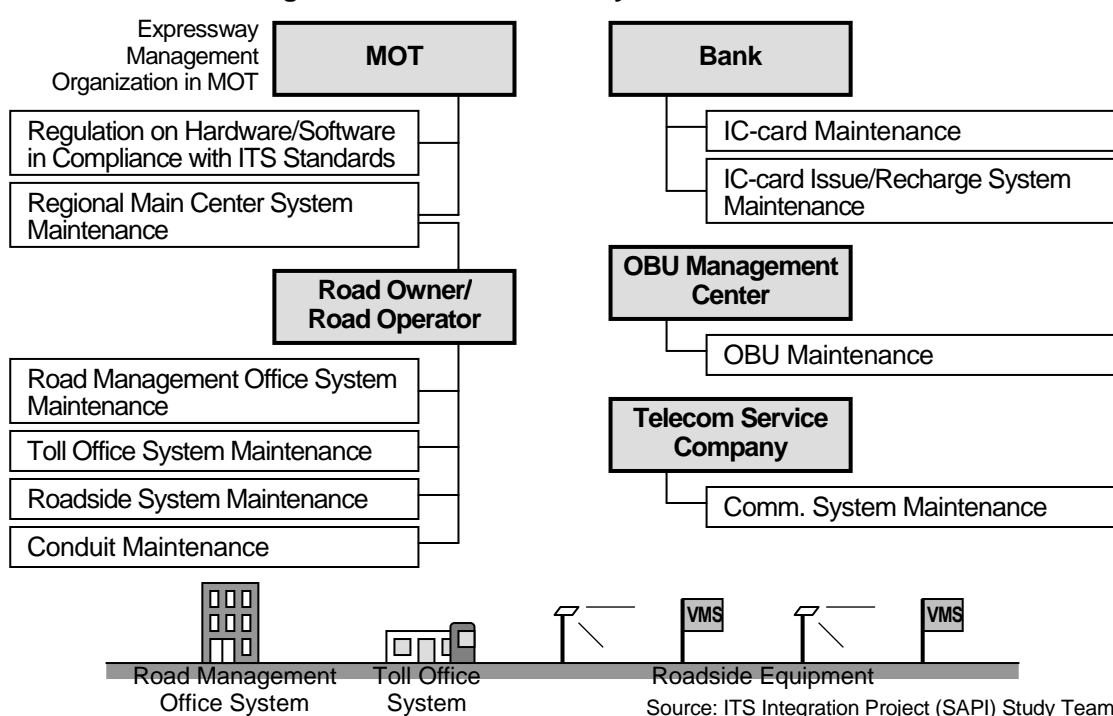 Expressway
Management
Organization in MOT
MOT
Regulation on Hardware/Software
in Compliance with ITS Standards
Regional Main Center System
Maintenance
Road Owner/
Road Operator
Road Management Office System
Maintenance
Toll Office System Maintenance
Roadside System Maintenance
Conduit Maintenance
Bank
IC-card Maintenance
IC-card Issue/Recharge System
Maintenance
OBU Management
Center
OBU Maintenance
Telecom Service
Company
Comm. System Maintenance
VMS
VMS
Road Management
Office System
Toll Office
System
Roadside Equipment
Source: ITS Integration Project (SAPI) Study Team